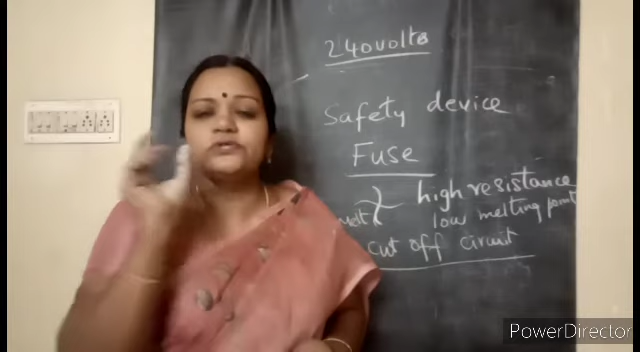 240volts
Safety device
Fuse
high resistance
melt low melting point
cut off circuit
PowerDirector